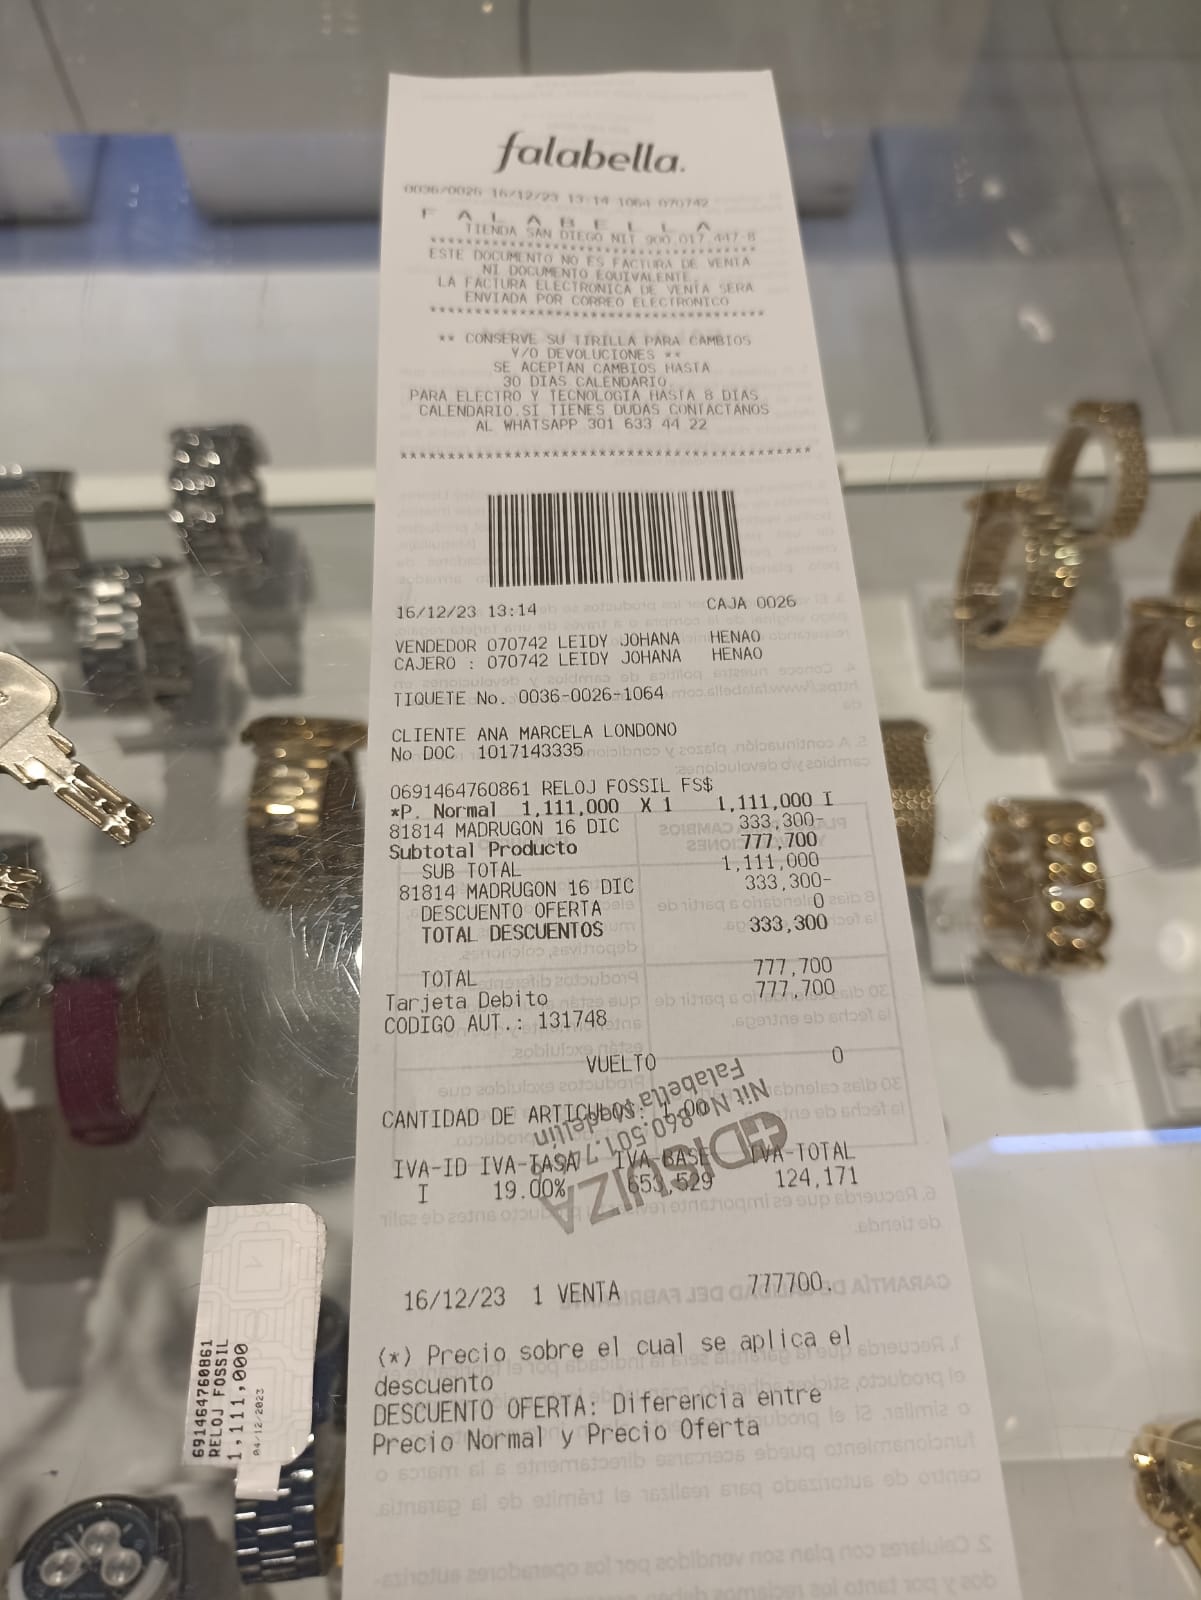 falabella.
0036/0026 16/12/23 13:14 1064 070742
F A L A B E L L A
TIENDA SAN DIEGO NIT 900.017.447-8
****************************************
ESTE DOCUMENTO NO ES FACTURA DE VENTA
NI DOCUMENTO EQUIVALENTE.
LA FACTURA ELECTRONICA DE VENTA SERA
ENVIADA POR CORREO ELECTRONICO
****************************************
** CONSERVE SU TIRILLA PARA CAMBIOS
Y/O DEVOLUCIONES **
SE ACEPTAN CAMBIOS HASTA
30 DIAS CALENDARIO.
PARA ELECTRO Y TECNOLOGIA HASTA 8 DIAS
CALENDARIO.SI TIENES DUDAS CONTACTANOS
AL WHATSAPP 301 633 44 22
********************************************
16/12/23 13:14 CAJA 0026
VENDEDOR 070742 LEIDY JOHANA HENAO
CAJERO : 070742 LEIDY JOHANA HENAO
TIQUETE No. 0036-0026-1064
CLIENTE ANA MARCELA LONDONO
No DOC 1017143335
0691464760861 RELOJ FOSSIL FS$
*P. Normal 1,111,000 X 1 1,111,000 I
81814 MADRUGON 16 DIC 333,300-
Subtotal Producto 777,700
SUB TOTAL 1,111,000
81814 MADRUGON 16 DIC 333,300-
DESCUENTO OFERTA 0
TOTAL DESCUENTOS 333,300
TOTAL 777,700
Tarjeta Debito 777,700
CODIGO AUT.: 131748
VUELTO 0
CANTIDAD DE ARTICULOS: 1.00
IVA-ID IVA-TASA IVA-BASE IVA-TOTAL
I 19.00% 653,529 124,171
DIGUIZA
Nit No.
Falabella Medellín
16/12/23 1 VENTA 777700.
(*) Precio sobre el cual se aplica el
descuento
DESCUENTO OFERTA: Diferencia entre
Precio Normal y Precio Oferta
691464760861
RELOJ FOSSIL
1,111,000
04/12/2023